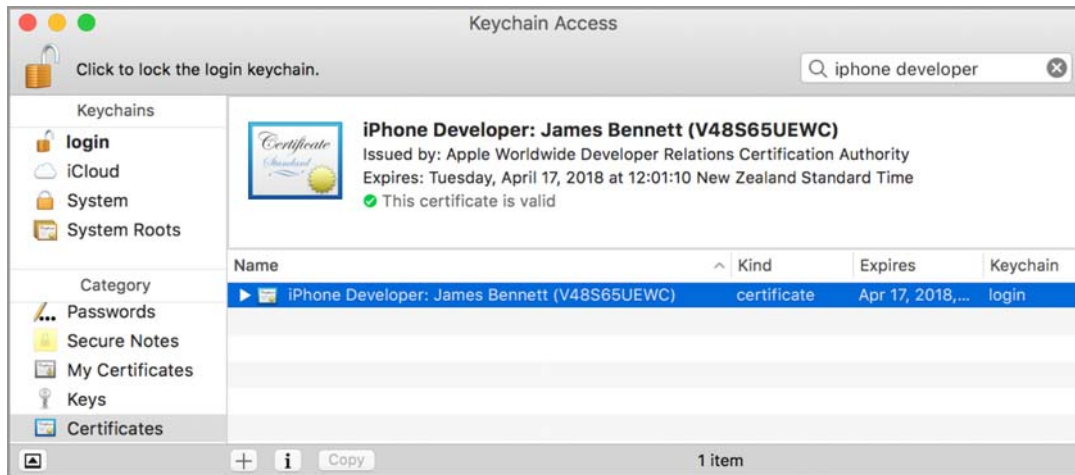 Keychain Access
Click to lock the login keychain.
iphone developer
Keychains
login
iCloud
System
System Roots
Category
Passwords
Secure Notes
My Certificates
Keys
Certificates
Certificate
Standard
iPhone Developer: James Bennett (V48S65UEWC)
Issued by: Apple Worldwide Developer Relations Certification Authority
Expires: Tuesday, April 17, 2018 at 12:01:10 New Zealand Standard Time
This certificate is valid
Name Kind Expires Keychain
iPhone Developer: James Bennett (V48S65UEWC) certificate Apr 17, 2018,... login
Copy
1 item